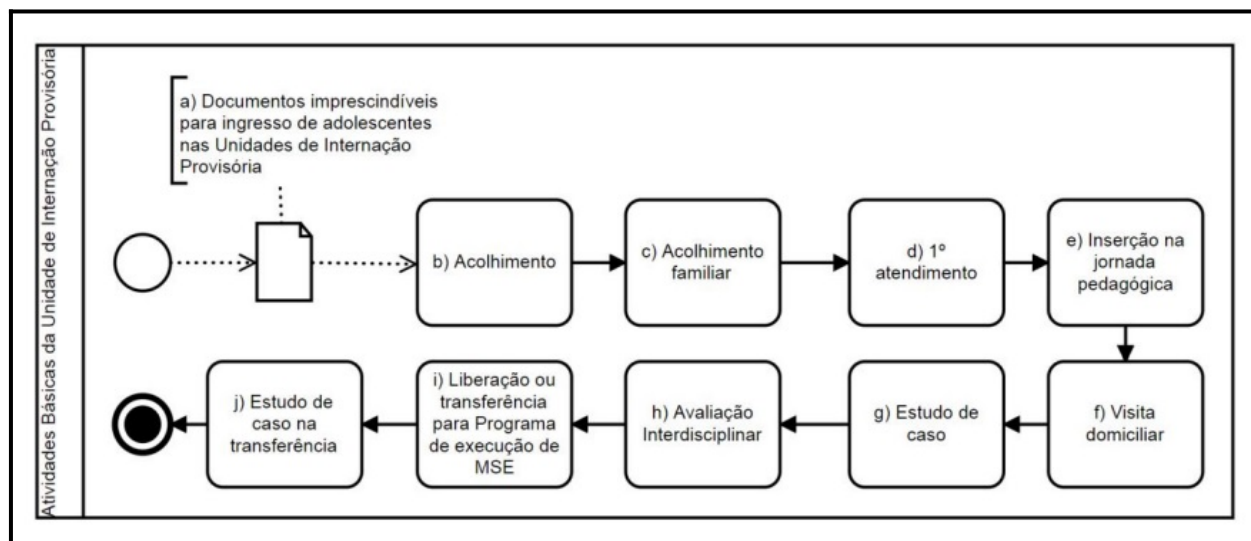 Atividades Básicas da Unidade de Internação Provisória
a) Documentos imprescindíveis
para ingresso de adolescentes
nas Unidades de Internação
Provisória
b) Acolhimento
c) Acolhimento
familiar
d) 1º
atendimento
e) Inserção na
jornada
pedagógica
f) Visita
domiciliar
g) Estudo de
caso
h) Avaliação
Interdisciplinar
i) Liberação ou
transferência
para Programa
de execução de
MSE
j) Estudo de
caso na
transferência